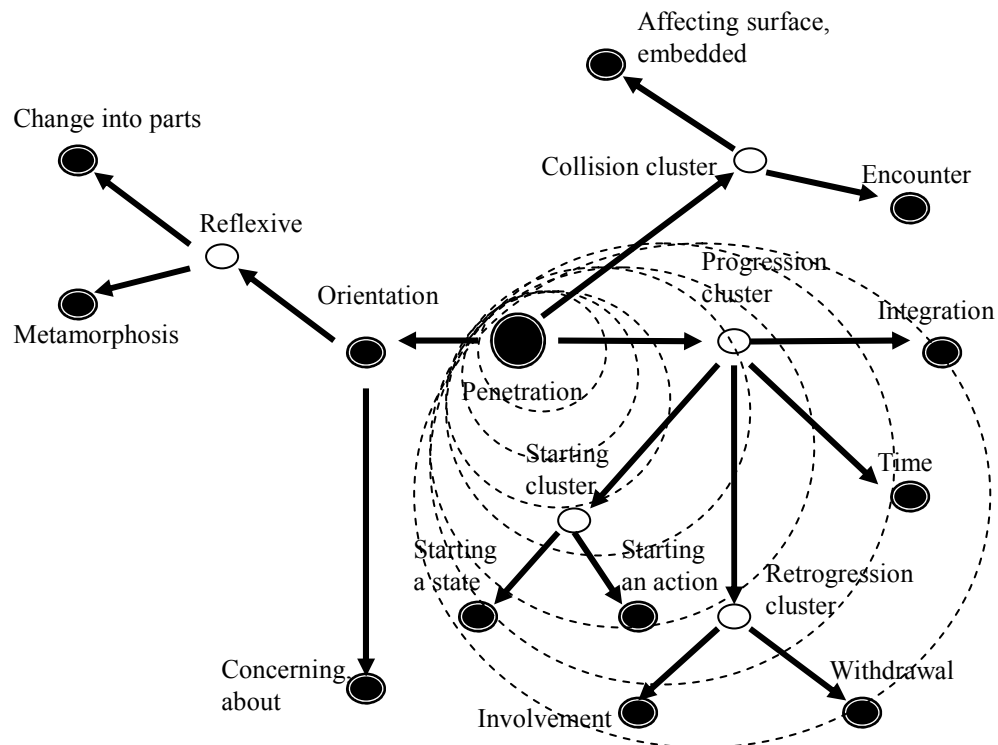 Affecting surface,
embedded
Change into parts
Collision cluster
Encounter
Reflexive
Progression
cluster
Orientation
Integration
Metamorphosis
Penetration
Starting
cluster
Time
Starting
a state
Starting
an action
Retrogression
cluster
Concerning,
about
Withdrawal
Involvement